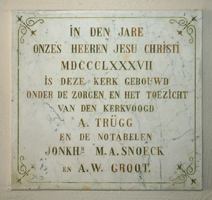 IN DEN JARE
ONZES HEEREN JESU CHRISTI
MDCCCLXXXVII
IS DEZE KERK GEBOUWD
ONDER DE ZORGEN EN HET TOEZICHT
VAN DEN KERKVOOGD
A. TRÜGG
EN DE NOTABELEN
JONKHR M.A. SNOECK
EN A.W. GROOT.